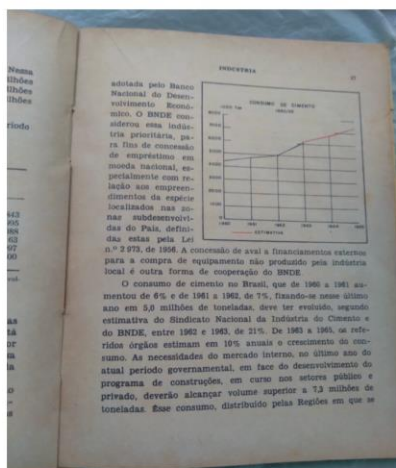 Nesta
ilhões
ilhões
ilhões
ríodo
INDÚSTRIA
adotada pelo Banco
Nacional do Desen-
volvimento Econô-
mico. O BNDE con-
siderou essa indús-
tria prioritária, pa-
ra fins de concessão
de empréstimo em
moeda nacional, es-
pecialmente com re-
lação aos empreen-
dimentos da espécie
localizados nas zo-
nas subdesenvolvi-
das do País, defini-
das estas pela Lei
CONSUMO DE CIMENTO
ESTIMATIVA
n.º 3 973, de 1956. A concessão de aval a financiamentos externos
para a compra de equipamento não produzido pela indústria
local é outra forma de cooperação do BNDE
O consumo de cimento no Brasil, que de 1960 a 1961 au-
mentou de 6% e de 1961 a 1962, de 7%, fixando-se nesse último
ano em 5,0 milhões de toneladas, deve ter evoluído, segundo
estimativa do Sindicato Nacional da Indústria do Cimento e
do BNDE, entre 1962 e 1963, de 21%. De 1963 a 1965, os refe-
ridos órgãos estimam em 10% anuais o crescimento do con-
sumo. As necessidades do mercado interno, no último ano do
atual período governamental, em face do desenvolvimento do
programa de construções, em curso nos setores público e
privado, deverão alcançar volume superior a 7,3 milhões de
toneladas. Êsse consumo, distribuído pelas Regiões em que se